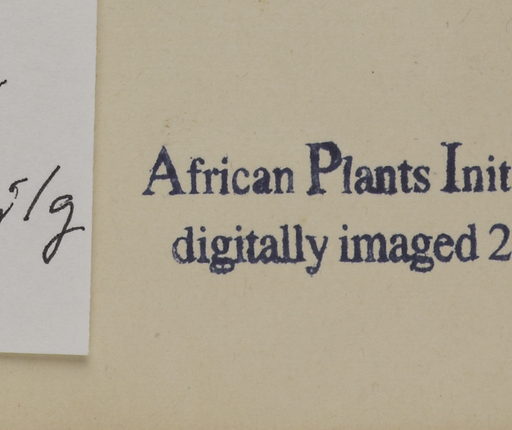 African Plants Init
digitally imaged 2